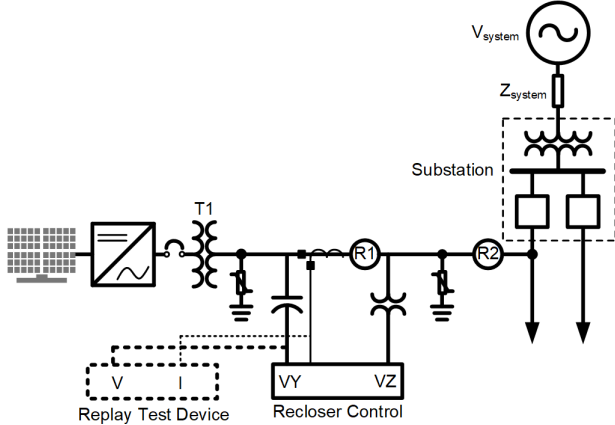 Vsystem
Zsystem
Substation
T1
R1
R2
V I
VY VZ
Replay Test Device
Recloser Control